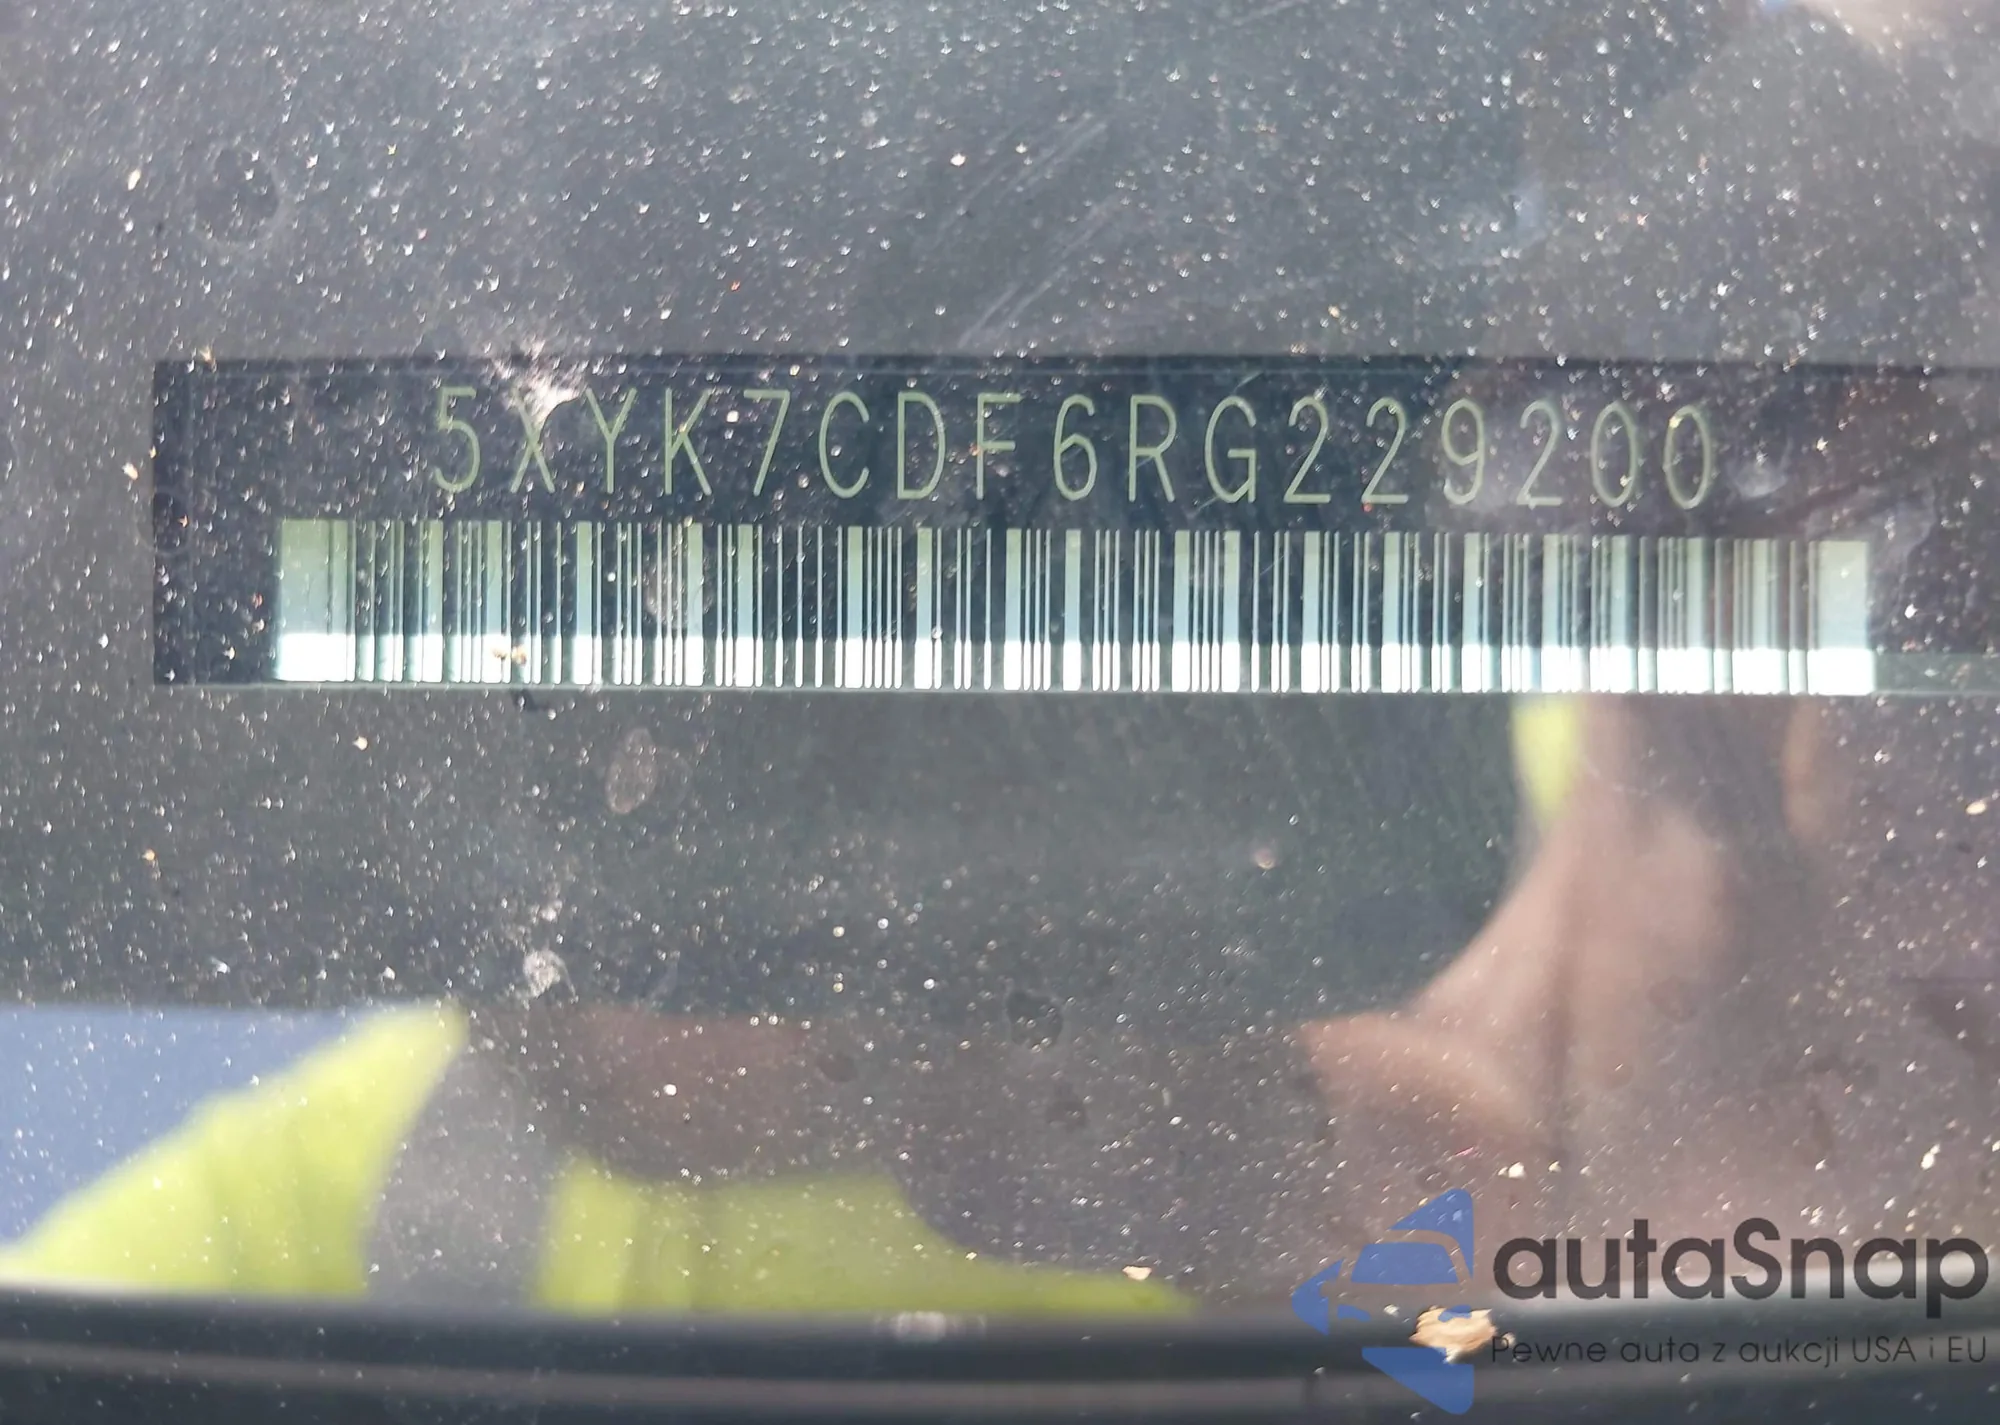 5XYK7CDF6RG229200
autaSnap
Pewne auta z aukcji USA i EU